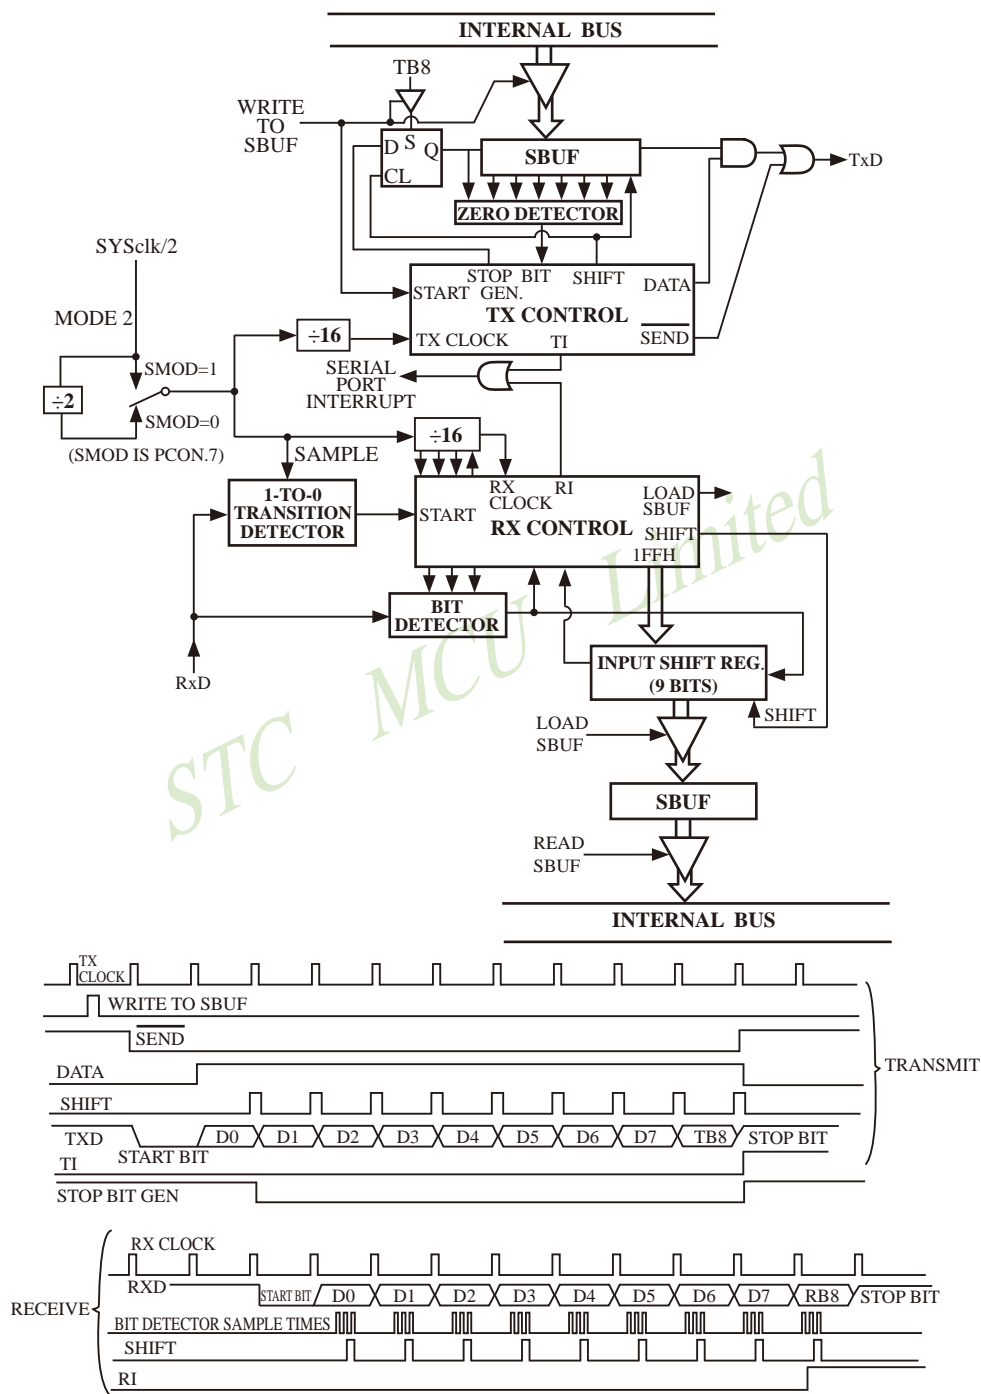 INTERNAL BUS
TB8
WRITE
TO
SBUF
D S Q
CL
SBUF
TxD
ZERO DETECTOR
SYSclk/2
STOP BIT
GEN.
SHIFT
DATA
START
TX CONTROL
MODE 2
÷16
TX CLOCK
TI
SEND
SERIAL
PORT
INTERRUPT
SMOD=1
÷2
SMOD=0
(SMOD IS PCON.7)
SAMPLE
÷16
1-TO-0
TRANSITION
DETECTOR
RX
CLOCK
RI
LOAD
SBUF
START
RX CONTROL
SHIFT
1FFH
BIT
DETECTOR
RxD
INPUT SHIFT REG.
(9 BITS)
SHIFT
LOAD
SBUF
SBUF
READ
SBUF
INTERNAL BUS
STC MCU Limited
TX
CLOCK
WRITE TO SBUF
SEND
DATA
SHIFT
TXD
START BIT
D0 D1 D2 D3 D4 D5 D6 D7 TB8 STOP BIT
TI
STOP BIT GEN
TRANSMIT
RX CLOCK
RXD
START BIT D0 D1 D2 D3 D4 D5 D6 D7 RB8 STOP BIT
RECEIVE
BIT DETECTOR SAMPLE TIMES
SHIFT
RI